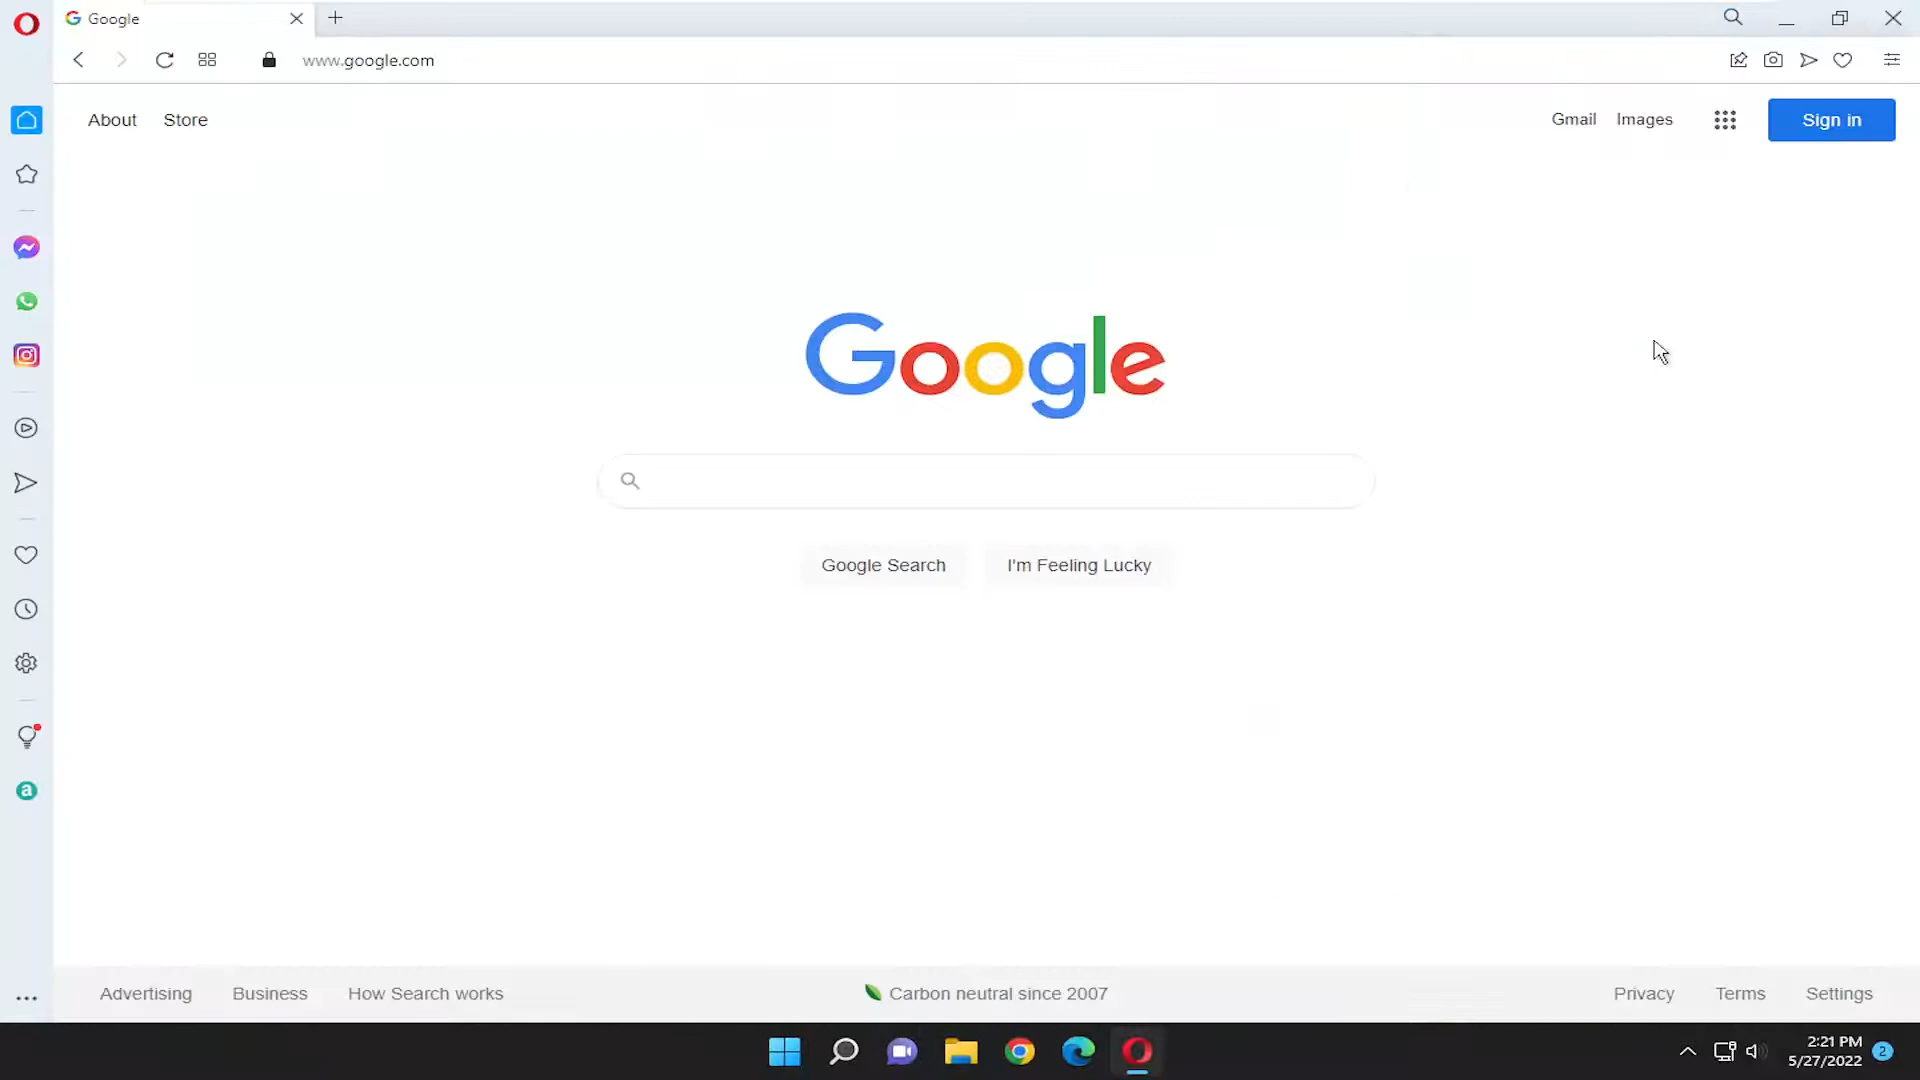 Google
www.google.com
About Store
Gmail Images Sign in
Google
Google Search I'm Feeling Lucky
a
Advertising Business How Search works
Carbon neutral since 2007
Privacy Terms Settings
2:21 PM
5/27/2022
2